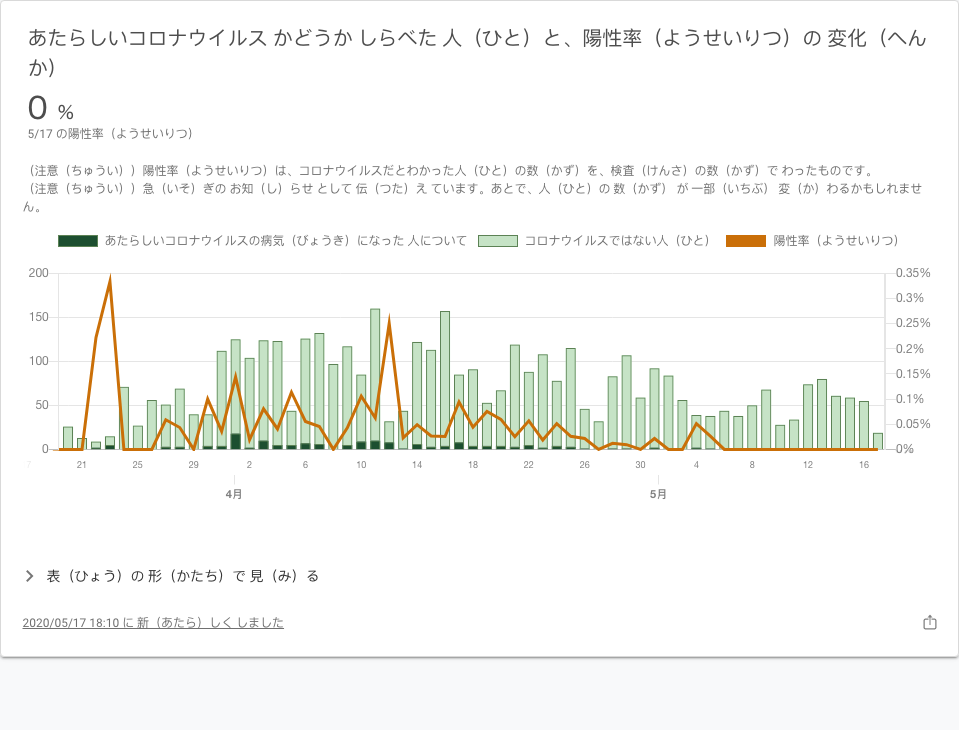 あたらしいコロナウイルス かどうか しらべた 人（ひと）と、陽性率（ようせいりつ）の 変化（へん
か）
0 %
5/17 の陽性率（ようせいりつ）
（注意（ちゅうい））陽性率（ようせいりつ）は、コロナウイルスだとわかった人（ひと）の数（かず）を、検査（けんさ）の数（かず）で わったものです。
（注意（ちゅうい））急（いそ）ぎの お知（し）らせ として 伝（つた）え ています。あとで、人（ひと）の 数（かず） が 一部（いちぶ） 変（か）わるかもしれませ
ん。
あたらしいコロナウイルスの病気（びょうき）になった 人について コロナウイルスではない人（ひと） 陽性率（ようせいりつ）
200 0.35%
0.3%
150
0.25%
0.2%
100
0.15%
0.1%
50
0.05%
0 0%
21 25 29 2 6 10 14 18 22 26 30 4 8 12 16
4月 5月
表（ひょう）の 形（かたち）で 見（み）る
2020/05/17 18:10 に 新（あたら）しく しました